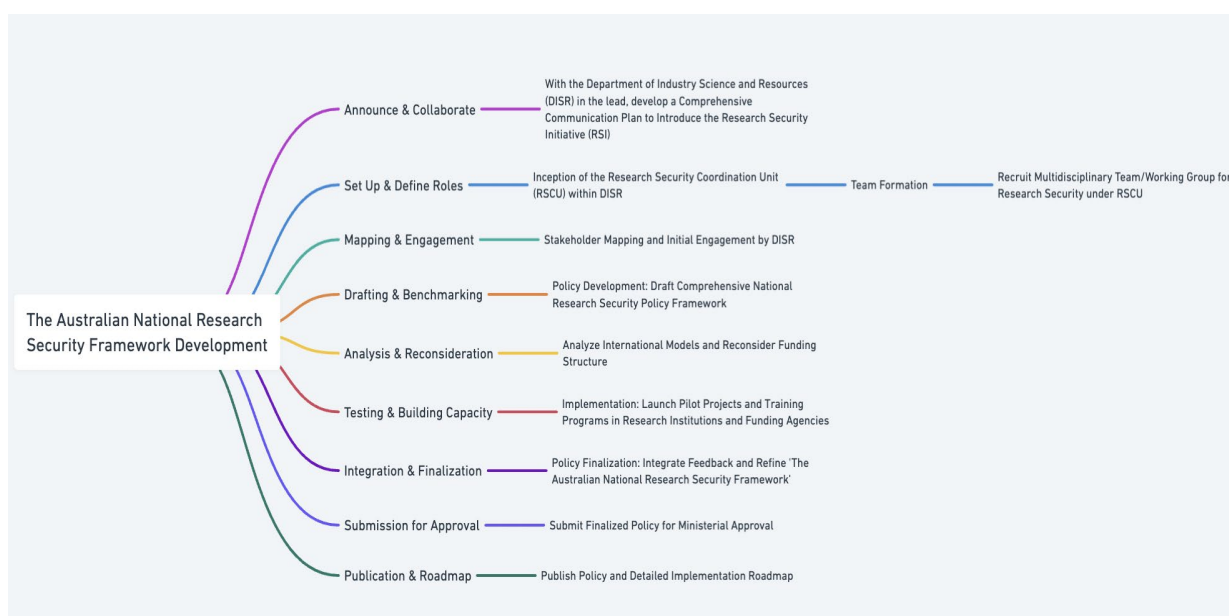 The Australian National Research
Security Framework Development
Announce & Collaborate
With the Department of Industry Science and Resources
(DISR) in the lead, develop a Comprehensive
Communication Plan to Introduce the Research Security
Initiative (RSI)
Set Up & Define Roles
Inception of the Research Security Coordination Unit
(RSCU) within DISR
Team Formation
Recruit Multidisciplinary Team/Working Group for
Research Security under RSCU
Mapping & Engagement
Stakeholder Mapping and Initial Engagement by DISR
Drafting & Benchmarking
Policy Development: Draft Comprehensive National
Research Security Policy Framework
Analysis & Reconsideration
Analyze International Models and Reconsider Funding
Structure
Testing & Building Capacity
Implementation: Launch Pilot Projects and Training
Programs in Research Institutions and Funding Agencies
Integration & Finalization
Policy Finalization: Integrate Feedback and Refine 'The
Australian National Research Security Framework'
Submission for Approval
Submit Finalized Policy for Ministerial Approval
Publication & Roadmap
Publish Policy and Detailed Implementation Roadmap